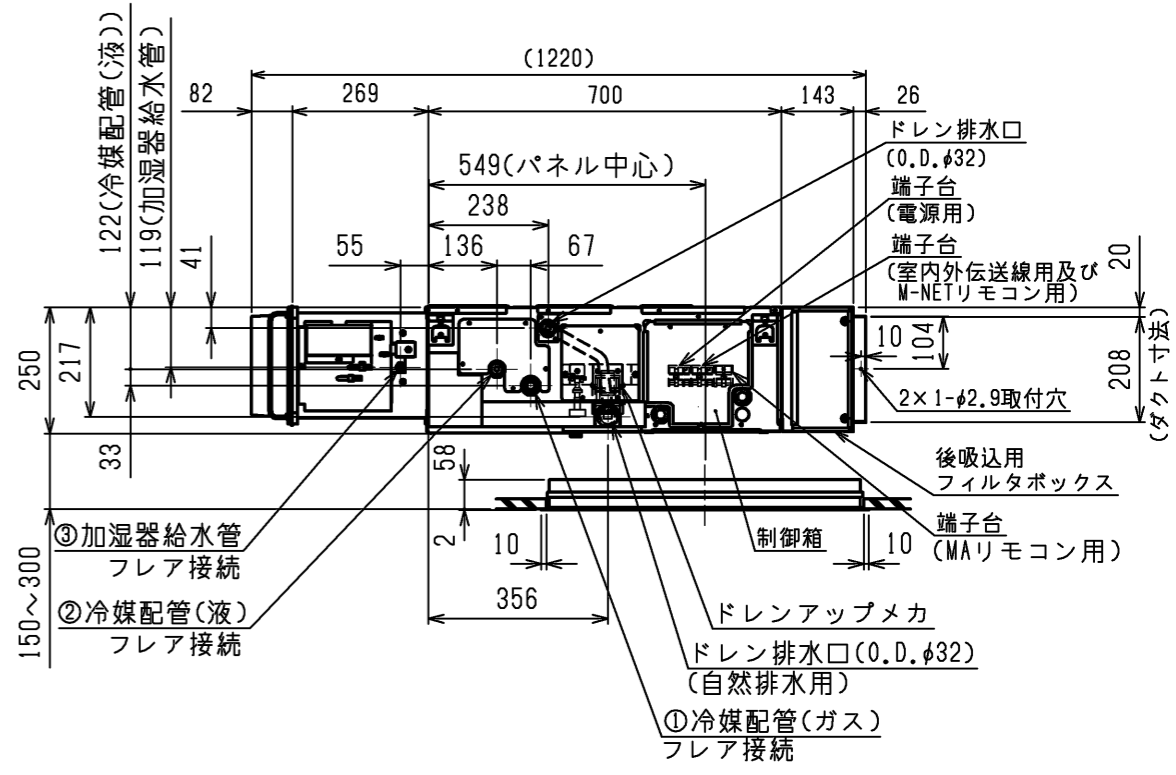 (1220)
82
269
700
143
26
122(冷媒配管(液))
119(加湿器給水管)
41
549(パネル中心)
238
55
136
67
ドレン排水口
(O.D.φ32)
端子台
(電源用)
端子台
(室内外伝送線用及び
M-NETリモコン用)
20
10
104
208
(ダクト寸法)
250
217
33
2×1-φ2.9取付穴
後吸込用
フィルタボックス
58
2
10
制御箱
端子台
(MAリモコン用)
10
150～300
③加湿器給水管
フレア接続
②冷媒配管(液)
フレア接続
356
ドレンアップメカ
ドレン排水口(O.D.φ32)
(自然排水用)
①冷媒配管(ガス)
フレア接続